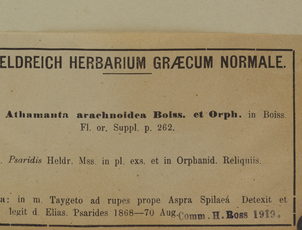 ELDREICH HERBARIUM GRÆCUM NORMALE.
Athamanta arachnoidea Boiss. et Orph. in Boiss.
Fl. or. Suppl. p. 262.
. Psaridis Heldr. Mss. in pl. exs. et in Orphanid. Reliquiis.
a: in m. Taygeto ad rupes prope Aspra Spilaeá Detexit et
legit d. Elias. Psarides 1868—70 Aug.
Comm. H. Ross 1919.